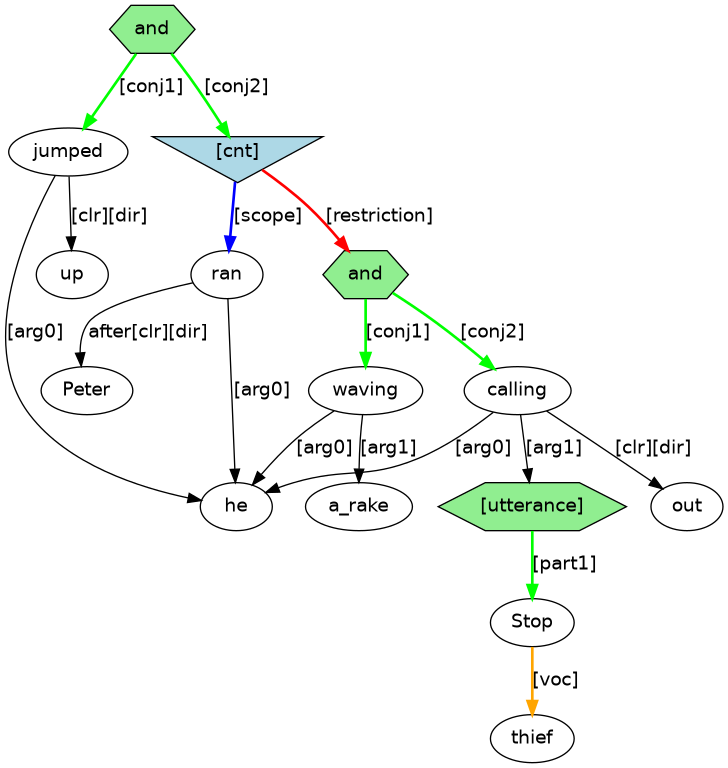 and
[conj1] [conj2]
jumped [cnt]
[clr][dir] [scope] [restriction]
up ran and
[arg0] after[clr][dir] [conj1] [conj2]
Peter [arg0] waving calling
[arg0] [arg1] [arg0] [arg1] [clr][dir]
he a_rake [utterance] out
[part1]
Stop
[voc]
thief